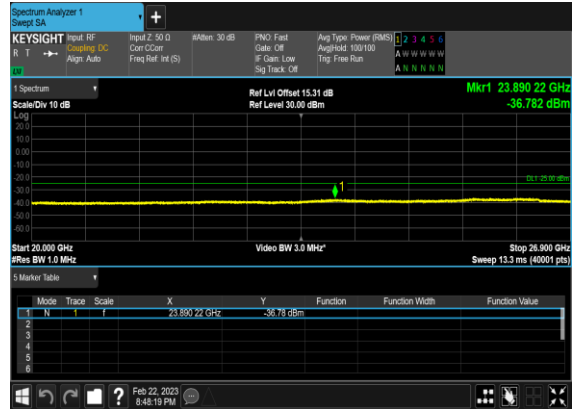 Spectrum Analyzer 1
Swept SA
+
KEYSIGHT Input: RF Input Z: 50 Ω #Atten: 30 dB PNO: Fast Avg Type: Power (RMS) 1 2 3 4 5 6
R T Coupling: DC Corr CCorr Gate: Off Avg|Hold: 100/100 A W W W W W
Align: Auto Freq Ref: Int (S) IF Gain: Low Trig: Free Run
Sig Track: Off A N N N N N
1 Spectrum Ref Lvl Offset 15.31 dB Mkr1 23.890 22 GHz
Scale/Div 10 dB Ref Level 30.00 dBm -36.782 dBm
Log
20.0
10.0
0.00
-10.0
-20.0
DL1 -25.00 dBm
-30.0
1
-40.0
-50.0
-60.0
Start 20.000 GHz Video BW 3.0 MHz* Stop 26.900 GHz
#Res BW 1.0 MHz Sweep 13.3 ms (40001 pts)
5 Marker Table
Mode Trace Scale X Y Function Function Width Function Value
1 N 1 f 23.890 22 GHz -36.78 dBm
2
3
4
5
6
? Feb 22, 2023
8:48:19 PM